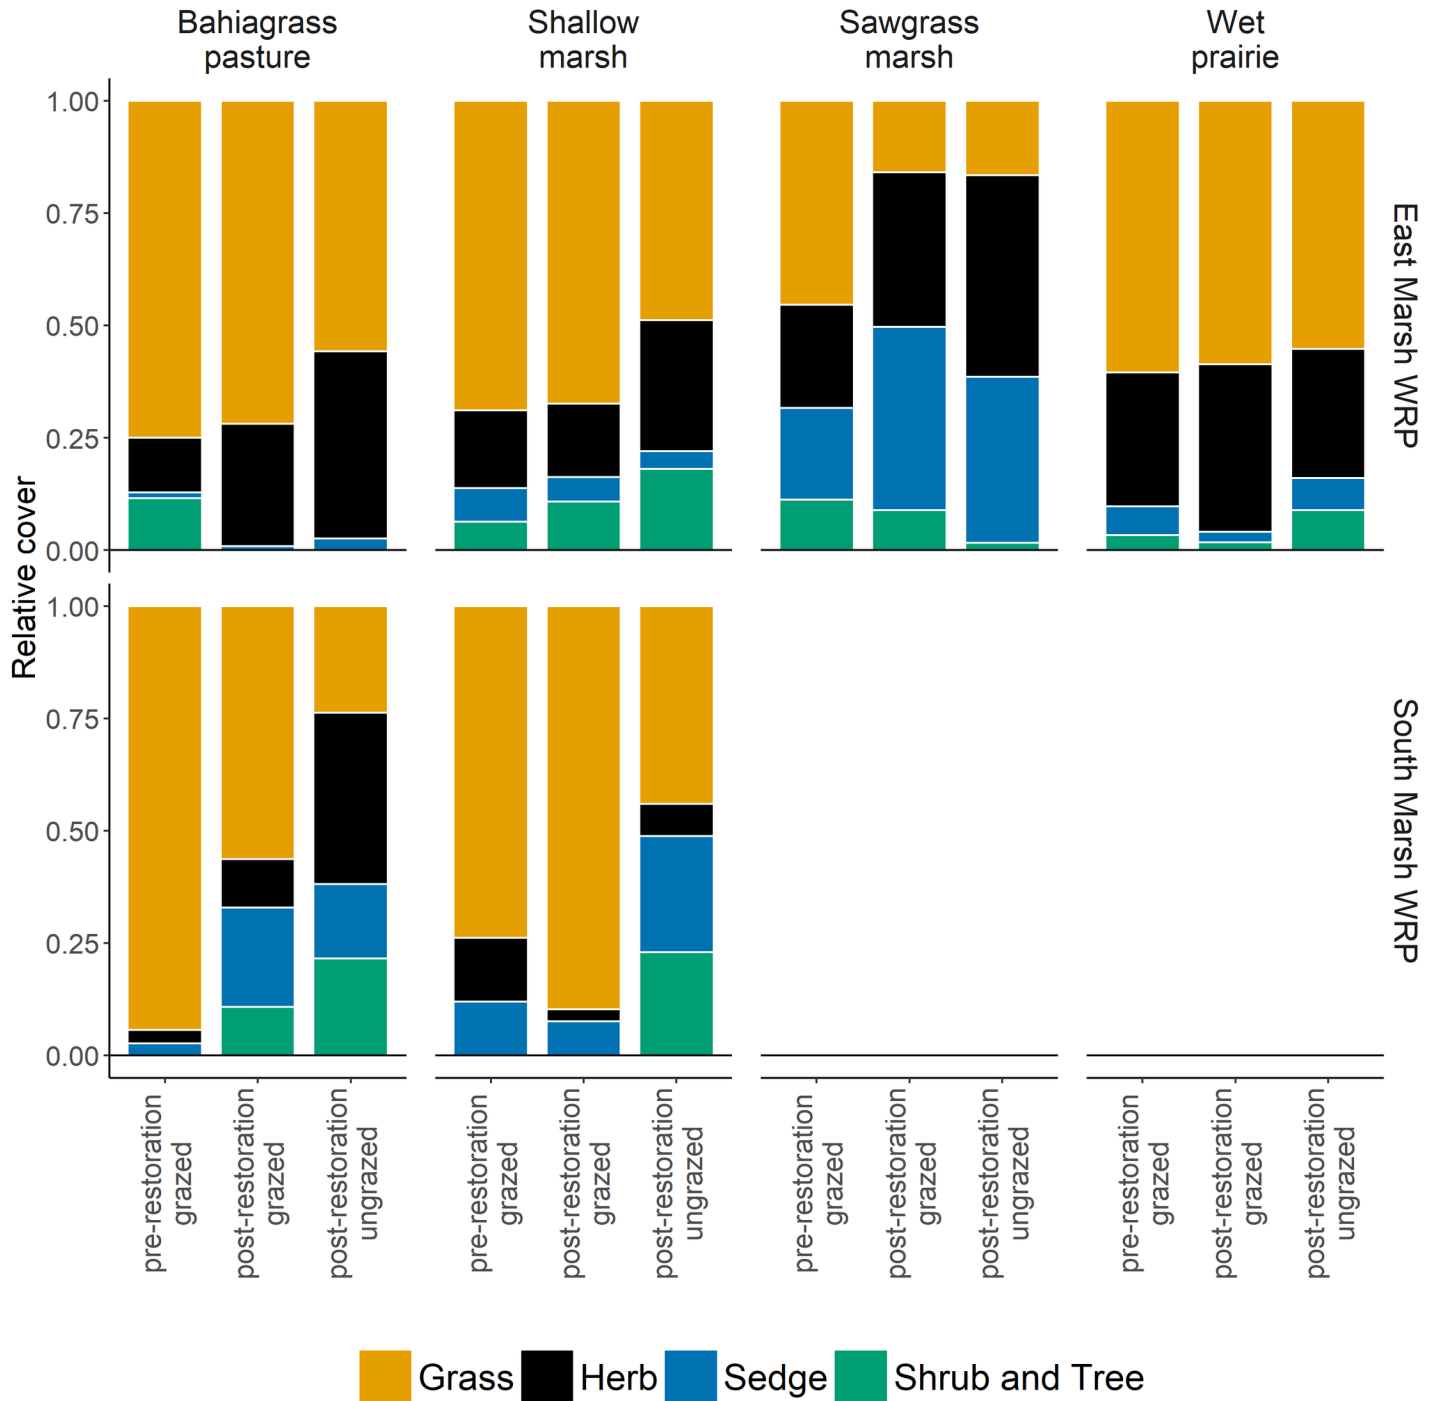 Bahiagrass
pasture
Shallow
marsh
Sawgrass
marsh
Wet
prairie
Relative cover
1.00
0.75
0.50
0.25
0.00
East Marsh WRP
1.00
0.75
0.50
0.25
0.00
South Marsh WRP
pre-restoration
grazed
post-restoration
grazed
post-restoration
ungrazed
pre-restoration
grazed
post-restoration
grazed
post-restoration
ungrazed
pre-restoration
grazed
post-restoration
grazed
post-restoration
ungrazed
pre-restoration
grazed
post-restoration
grazed
post-restoration
ungrazed
Grass Herb Sedge Shrub and Tree